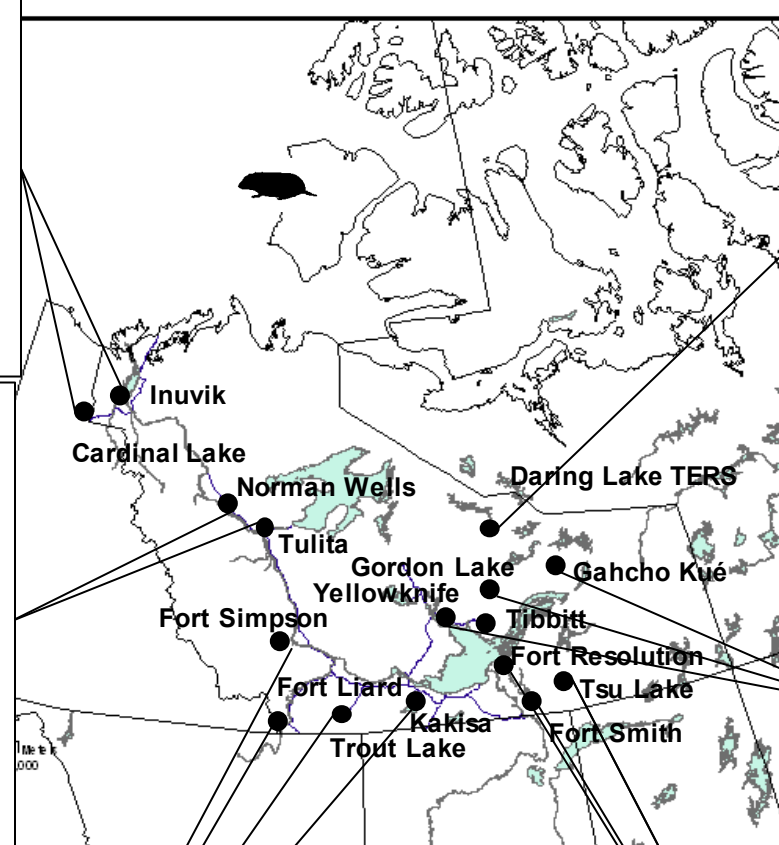 Inuvik
Cardinal Lake
Daring Lake TERS
Norman Wells
Tulita
Gordon Lake
Gahcho Kué
Yellowknife
Fort Simpson
Tibbitt
Fort Resolution
Fort Liard
Tsu Lake
Kakisa
Fort Smith
Trout Lake
,000